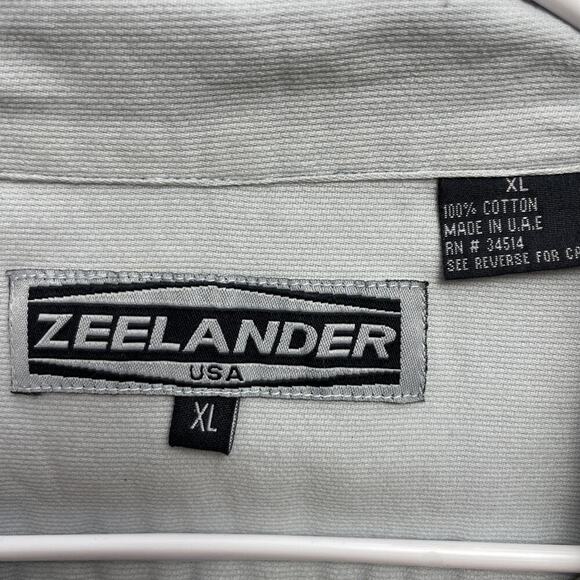 XL
100% COTTON
MADE IN U.A.E
RN # 34514
SEE REVERSE FOR
ZEELANDER
USA
XL